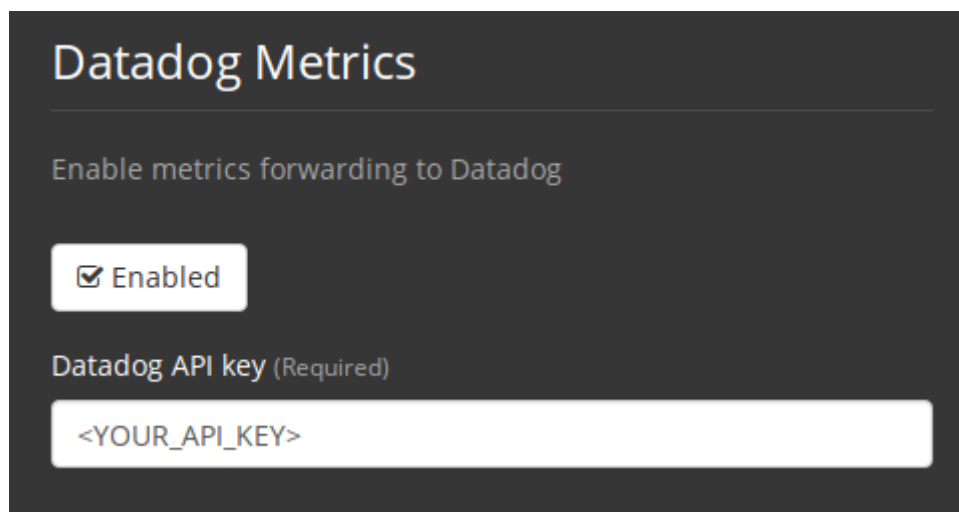 Datadog Metrics
Enable metrics forwarding to Datadog
Enabled
Datadog API key (Required)
<YOUR_API_KEY>